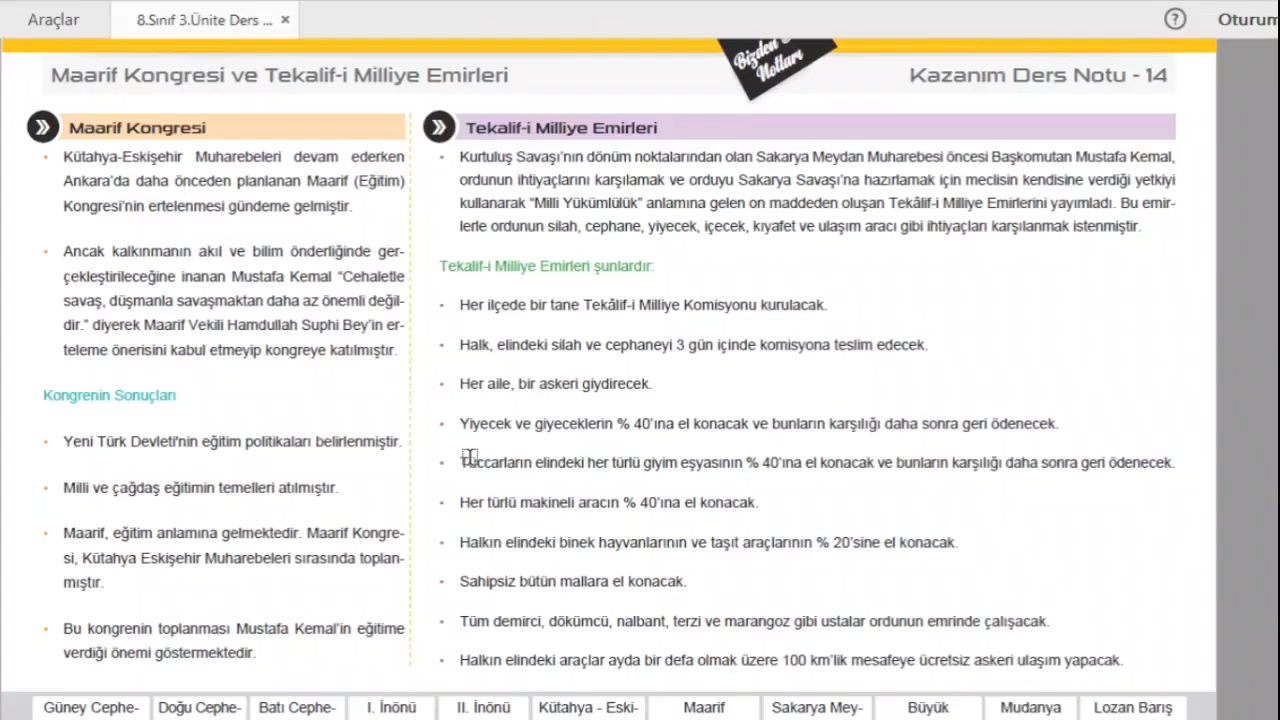 Araçlar
8.Sınıf 3.Ünite Ders ... ×
? Oturum
Bizden
Notları
Maarif Kongresi ve Tekalif-i Milliye Emirleri
Kazanım Ders Notu - 14
Maarif Kongresi
• Kütahya-Eskişehir Muharebeleri devam ederken
Ankara'da daha önceden planlanan Maarif (Eğitim)
Kongresi'nin ertelenmesi gündeme gelmiştir.
• Ancak kalkınmanın akıl ve bilim önderliğinde ger-
çekleştirileceğine inanan Mustafa Kemal “Cehaletle
savaş, düşmanla savaşmaktan daha az önemli değil-
dir.” diyerek Maarif Vekili Hamdullah Suphi Bey'in er-
teleme önerisini kabul etmeyip kongreye katılmıştır.
Kongrenin Sonuçları
• Yeni Türk Devleti'nin eğitim politikaları belirlenmiştir.
• Milli ve çağdaş eğitimin temelleri atılmıştır.
• Maarif, eğitim anlamına gelmektedir. Maarif Kongre-
si, Kütahya Eskişehir Muharebeleri sırasında toplan-
mıştır.
• Bu kongrenin toplanması Mustafa Kemal'in eğitime
verdiği önemi göstermektedir.
Tekalif-i Milliye Emirleri
• Kurtuluş Savaşı'nın dönüm noktalarından olan Sakarya Meydan Muharebesi öncesi Başkomutan Mustafa Kemal,
ordunun ihtiyaçlarını karşılamak ve orduyu Sakarya Savaşı'na hazırlamak için meclisin kendisine verdiği yetkiyi
kullanarak “Milli Yükümlülük” anlamına gelen on maddeden oluşan Tekâlif-i Milliye Emirlerini yayımladı. Bu emir-
lerle ordunun silah, cephane, yiyecek, içecek, kıyafet ve ulaşım aracı gibi ihtiyaçları karşılanmak istenmiştir.
Tekalif-i Milliye Emirleri şunlardır:
• Her ilçede bir tane Tekâlif-i Milliye Komisyonu kurulacak.
• Halk, elindeki silah ve cephaneyi 3 gün içinde komisyona teslim edecek.
• Her aile, bir askeri giydirecek.
• Yiyecek ve giyeceklerin % 40'ına el konacak ve bunların karşılığı daha sonra geri ödenecek.
• Tüccarların elindeki her türlü giyim eşyasının % 40'ına el konacak ve bunların karşılığı daha sonra geri ödenecek.
• Her türlü makineli aracın % 40'ına el konacak.
• Halkın elindeki binek hayvanlarının ve taşıt araçlarının % 20'sine el konacak.
• Sahipsiz bütün mallara el konacak.
• Tüm demirci, dökümcü, nalbant, terzi ve marangoz gibi ustalar ordunun emrinde çalışacak.
• Halkın elindeki araçlar ayda bir defa olmak üzere 100 km'lik mesafeye ücretsiz askeri ulaşım yapacak.
Güney Cephe- Doğu Cephe- Batı Cephe- I. İnönü II. İnönü Kütahya - Eski- Maarif Sakarya Mey- Büyük Mudanya Lozan Barış